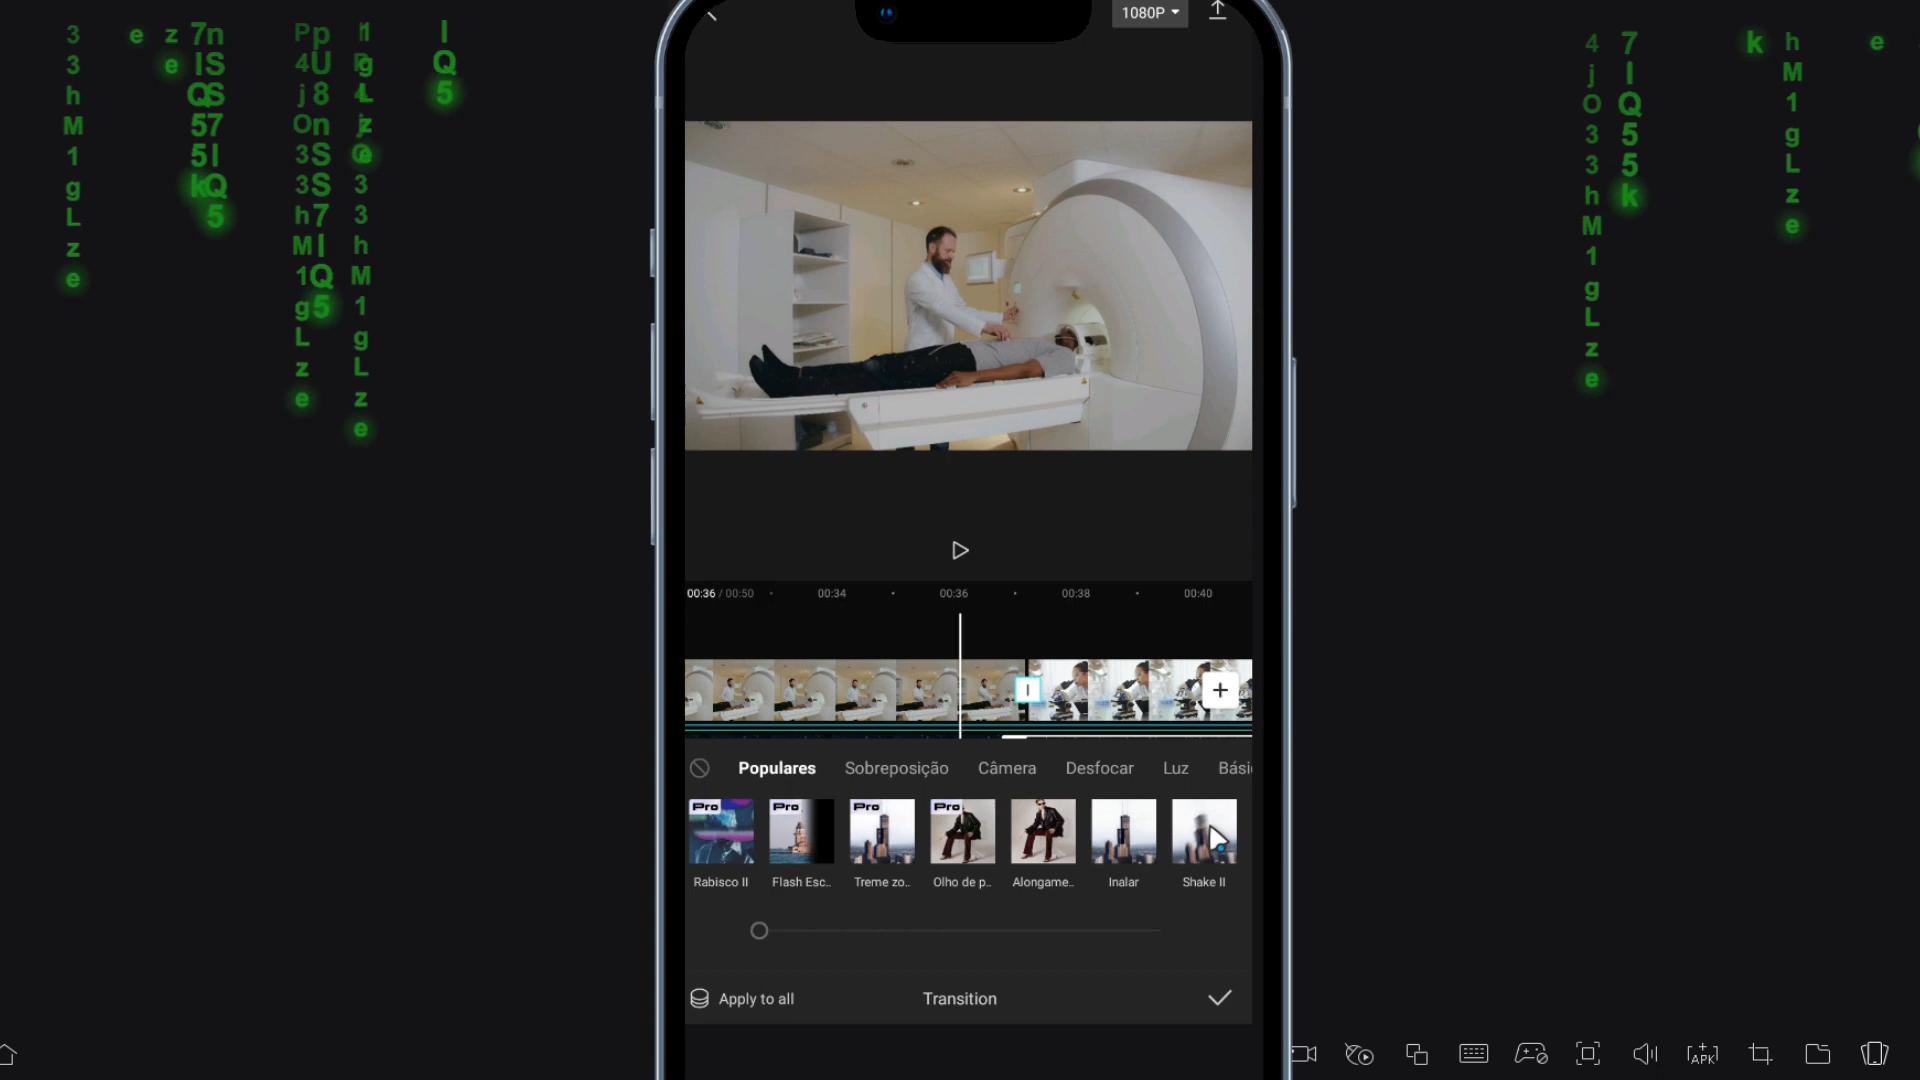 1080P
00:36 / 00:50
00:34
00:36
00:38
00:40
Populares
Sobreposição
Câmera
Desfocar
Luz
Pro
Pro
Pro
Pro
Rabisco II
Flash Esc..
Treme zo..
Olho de p..
Alongame..
Inalar
Shake II
Apply to all
Transition
APK